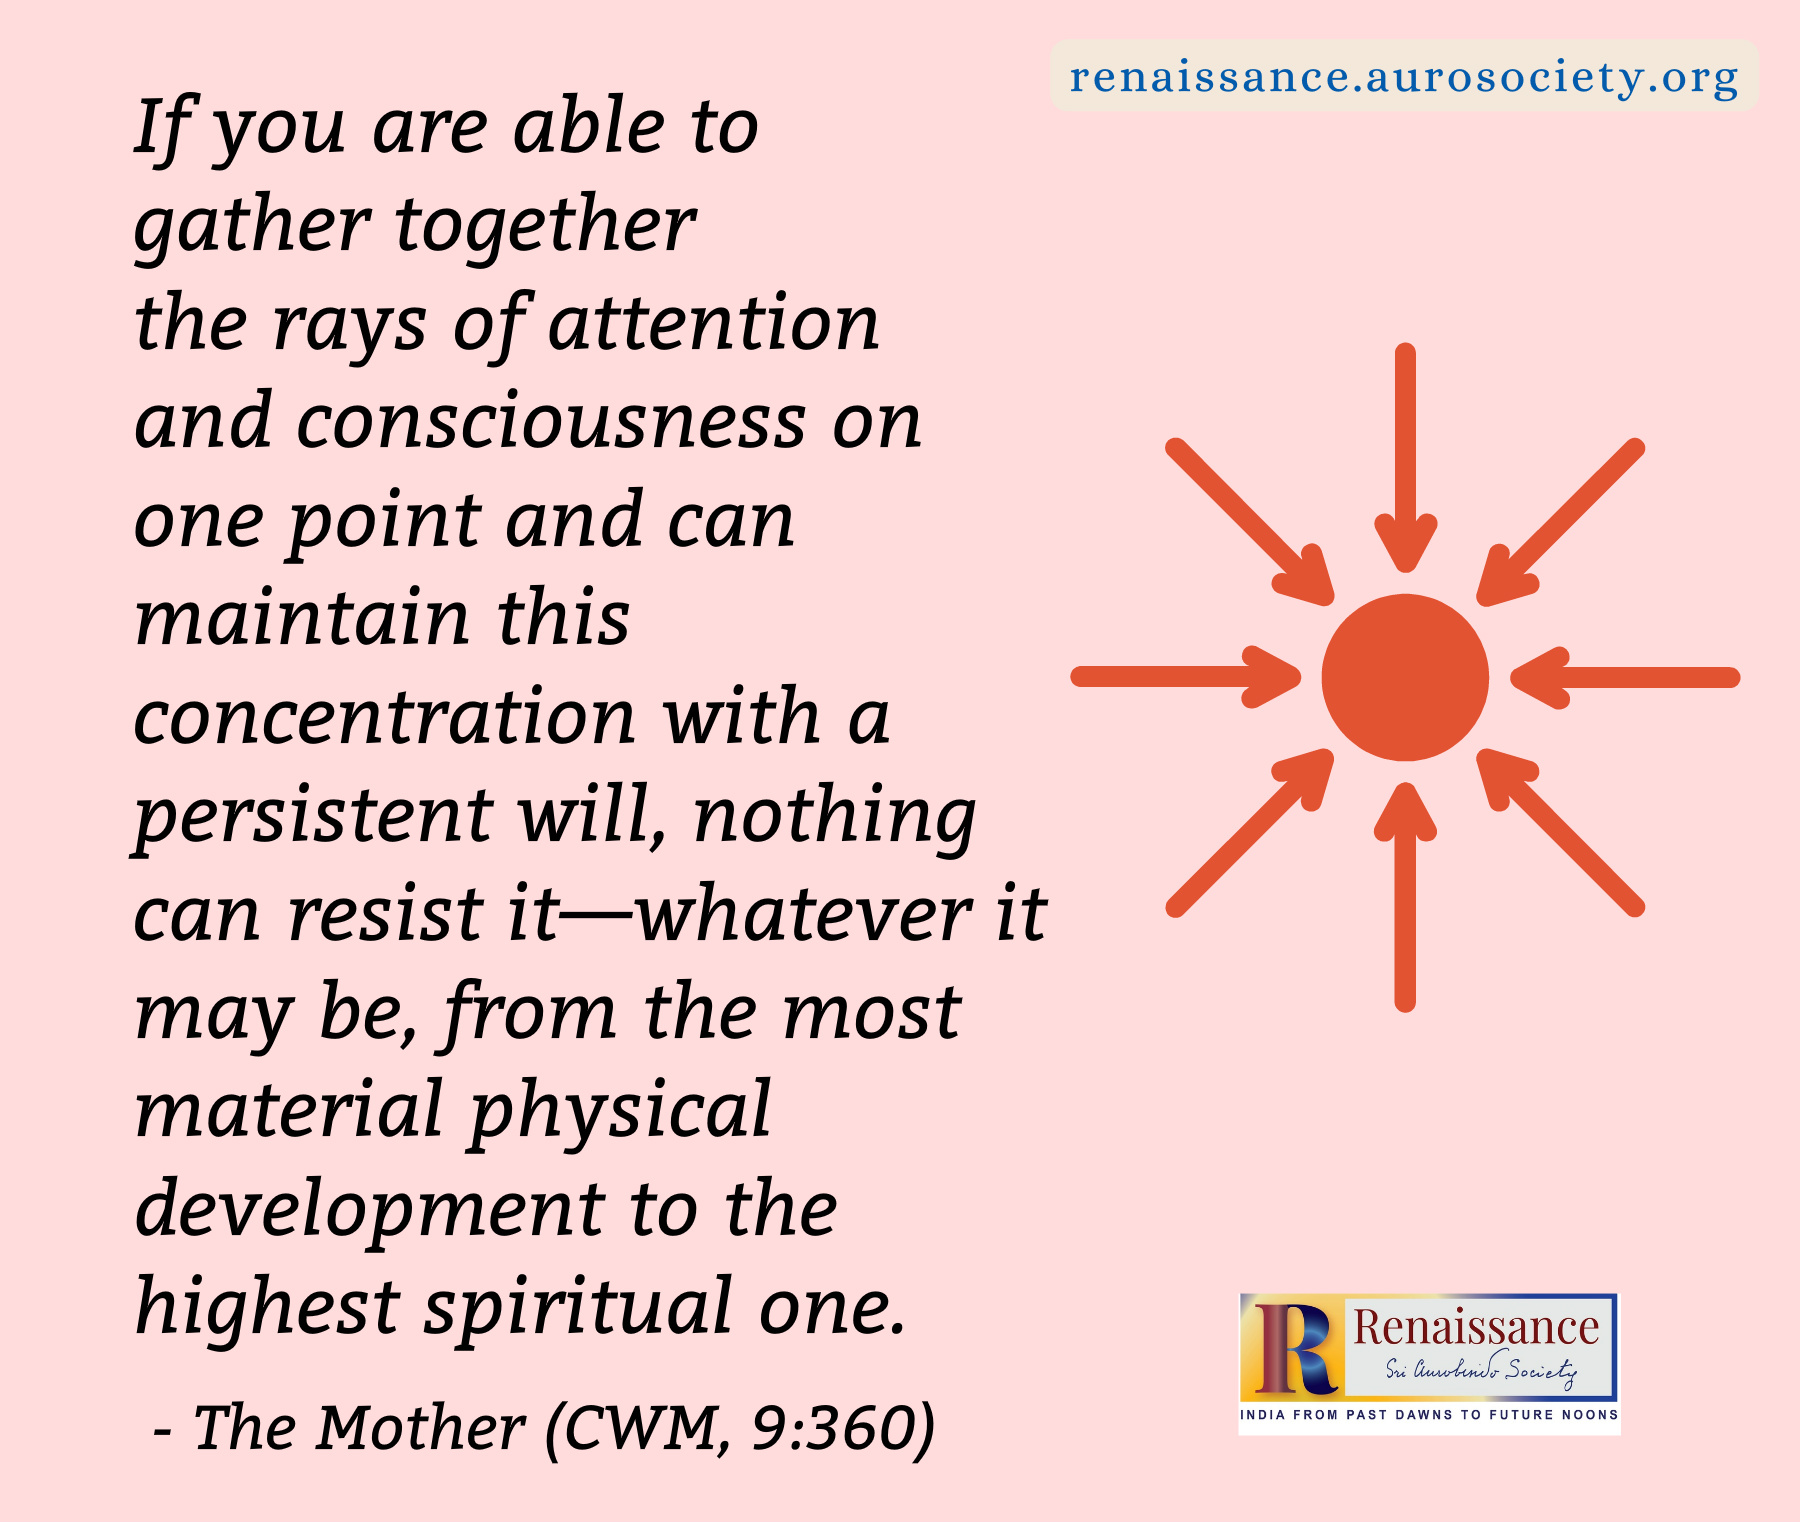 renaissance.aurosociety.org
If you are able to
gather together
the rays of attention
and consciousness on
one point and can
maintain this
concentration with a
persistent will, nothing
can resist it—whatever it
may be, from the most
material physical
development to the
highest spiritual one.
- The Mother (CWM, 9:360)
R
Renaissance
Sri Aurobindo Society
INDIA FROM PAST DAWNS TO FUTURE NOONS